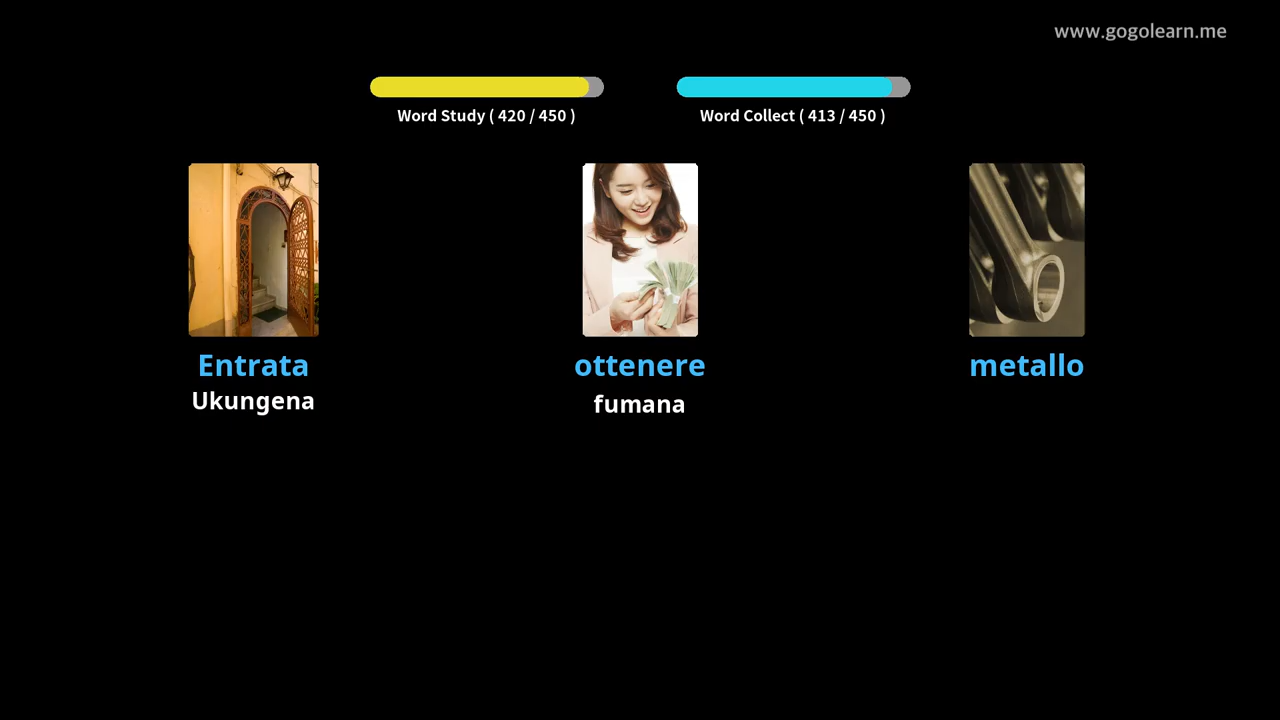 www.gogolearn.me
Word Study ( 420 / 450 )
Word Collect ( 413 / 450 )
Entrata
Ukungena
ottenere
fumana
metallo